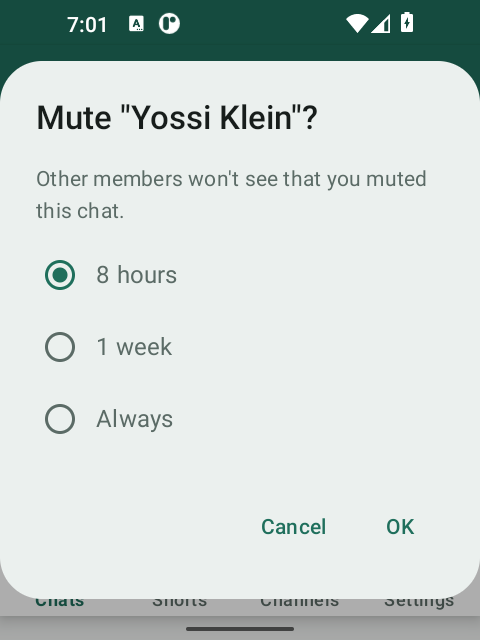 7:01
Mute "Yossi Klein"?
Other members won't see that you muted
this chat.
8 hours
1 week
Always
Cancel
OK
Chats
Shorts
Channels
Settings